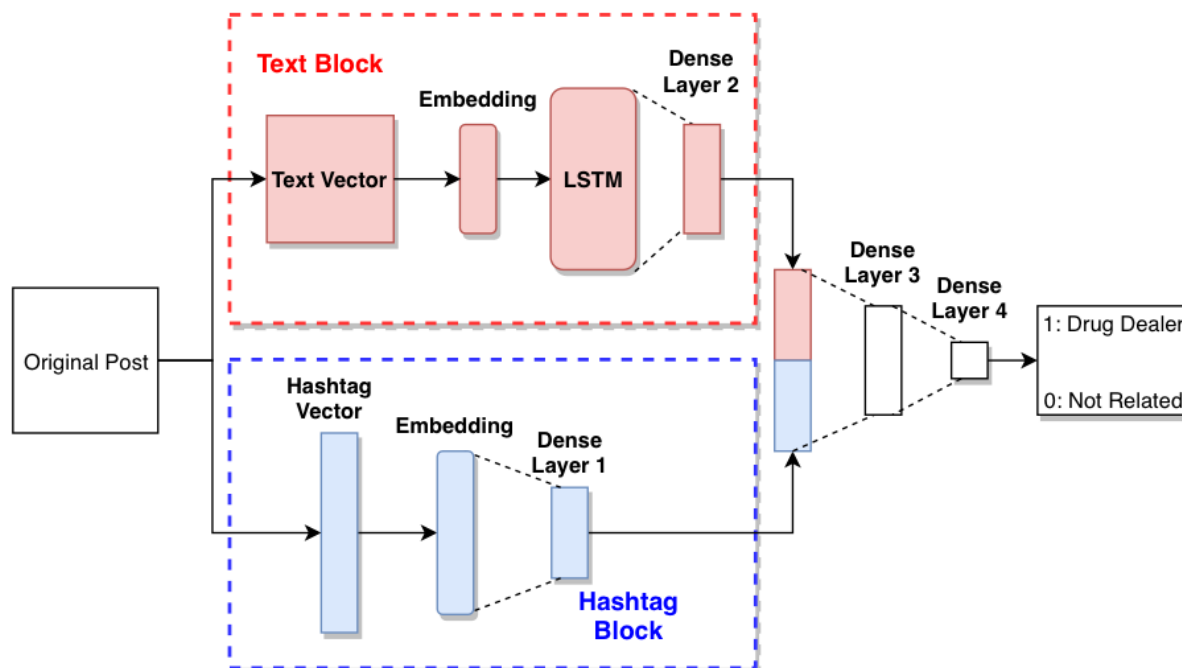 Text Block
Dense
Layer 2
Embedding
Text Vector
LSTM
Original Post
Dense
Layer 3
Dense
Layer 4
1: Drug Dealer
0: Not Related
Hashtag
Vector
Embedding
Dense
Layer 1
Hashtag
Block